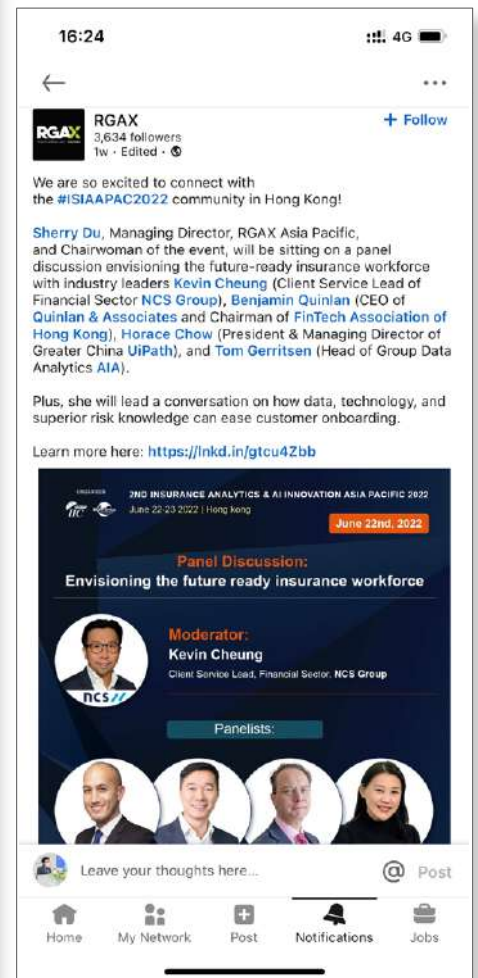 16:24
4G
RGAX
RGAX
3,634 followers
1w • Edited •
+ Follow
We are so excited to connect with
the #ISIAAPAC2022 community in Hong Kong!
Sherry Du, Managing Director, RGAX Asia Pacific,
and Chairwoman of the event, will be sitting on a panel
discussion envisioning the future-ready insurance workforce
with industry leaders Kevin Cheung (Client Service Lead of
Financial Sector NCS Group), Benjamin Quinlan (CEO of
Quinlan & Associates and Chairman of FinTech Association of
Hong Kong), Horace Chow (President & Managing Director of
Greater China UiPath), and Tom Gerritsen (Head of Group Data
Analytics AIA).
Plus, she will lead a conversation on how data, technology, and
superior risk knowledge can ease customer onboarding.
Learn more here: https://lnkd.in/gtcu4Zbb
2ND INSURANCE ANALYTICS & AI INNOVATION ASIA PACIFIC 2022
June 22-23 2022 | Hong kong
June 22nd, 2022
Panel Discussion:
Envisioning the future ready insurance workforce
Moderator:
Kevin Cheung
Client Service Lead, Financial Sector, NCS Group
ncs//
Panelists:
Leave your thoughts here...
@ Post
Home
My Network
Post
Notifications
Jobs